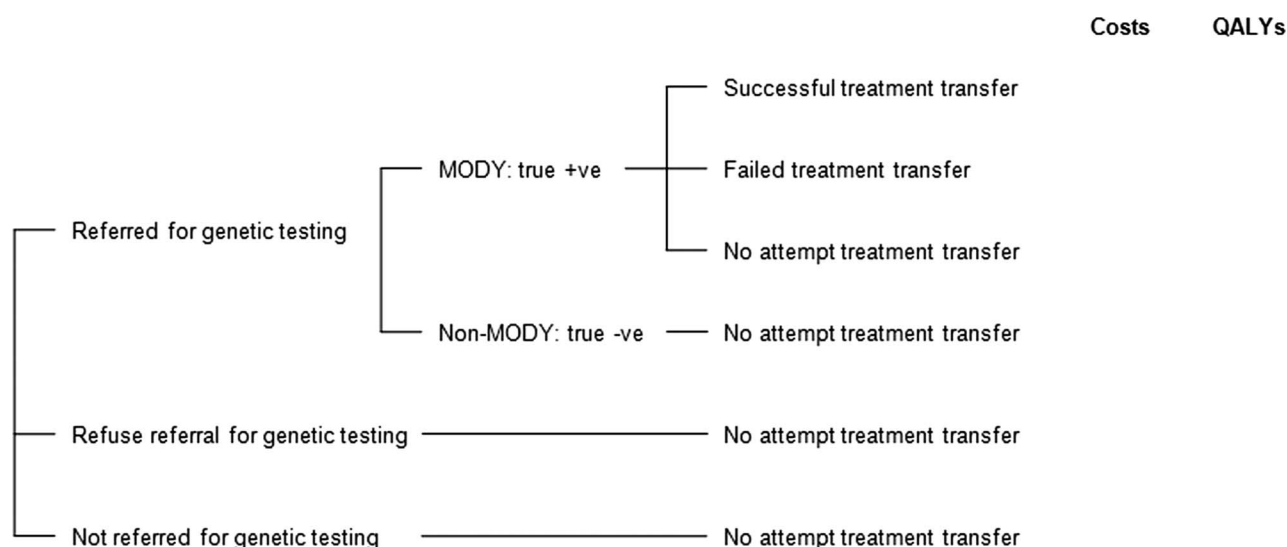 Costs QALYs
Successful treatment transfer
MODY: true +ve Failed treatment transfer
Referred for genetic testing
No attempt treatment transfer
Non-MODY: true -ve No attempt treatment transfer
Refuse referral for genetic testing No attempt treatment transfer
Not referred for genetic testing No attempt treatment transfer